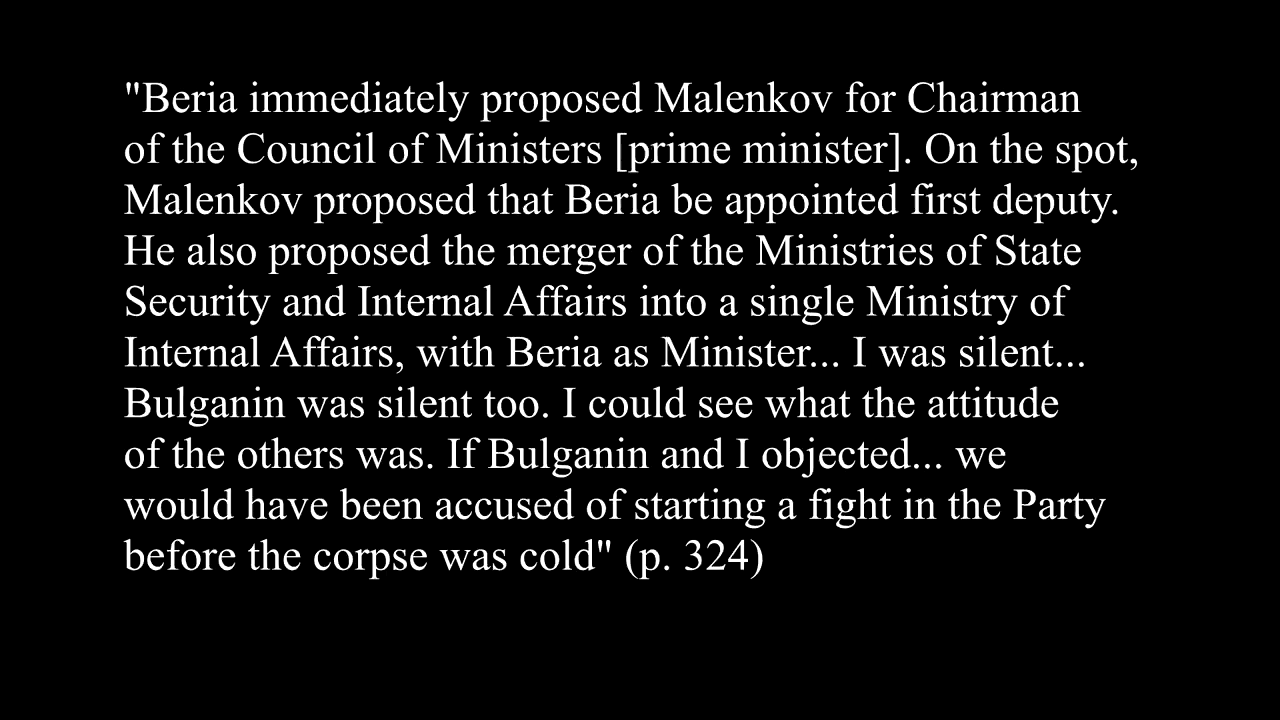 "Beria immediately proposed Malenkov for Chairman
of the Council of Ministers [prime minister]. On the spot,
Malenkov proposed that Beria be appointed first deputy.
He also proposed the merger of the Ministries of State
Security and Internal Affairs into a single Ministry of
Internal Affairs, with Beria as Minister... I was silent...
Bulganin was silent too. I could see what the attitude
of the others was. If Bulganin and I objected... we
would have been accused of starting a fight in the Party
before the corpse was cold" (p. 324)